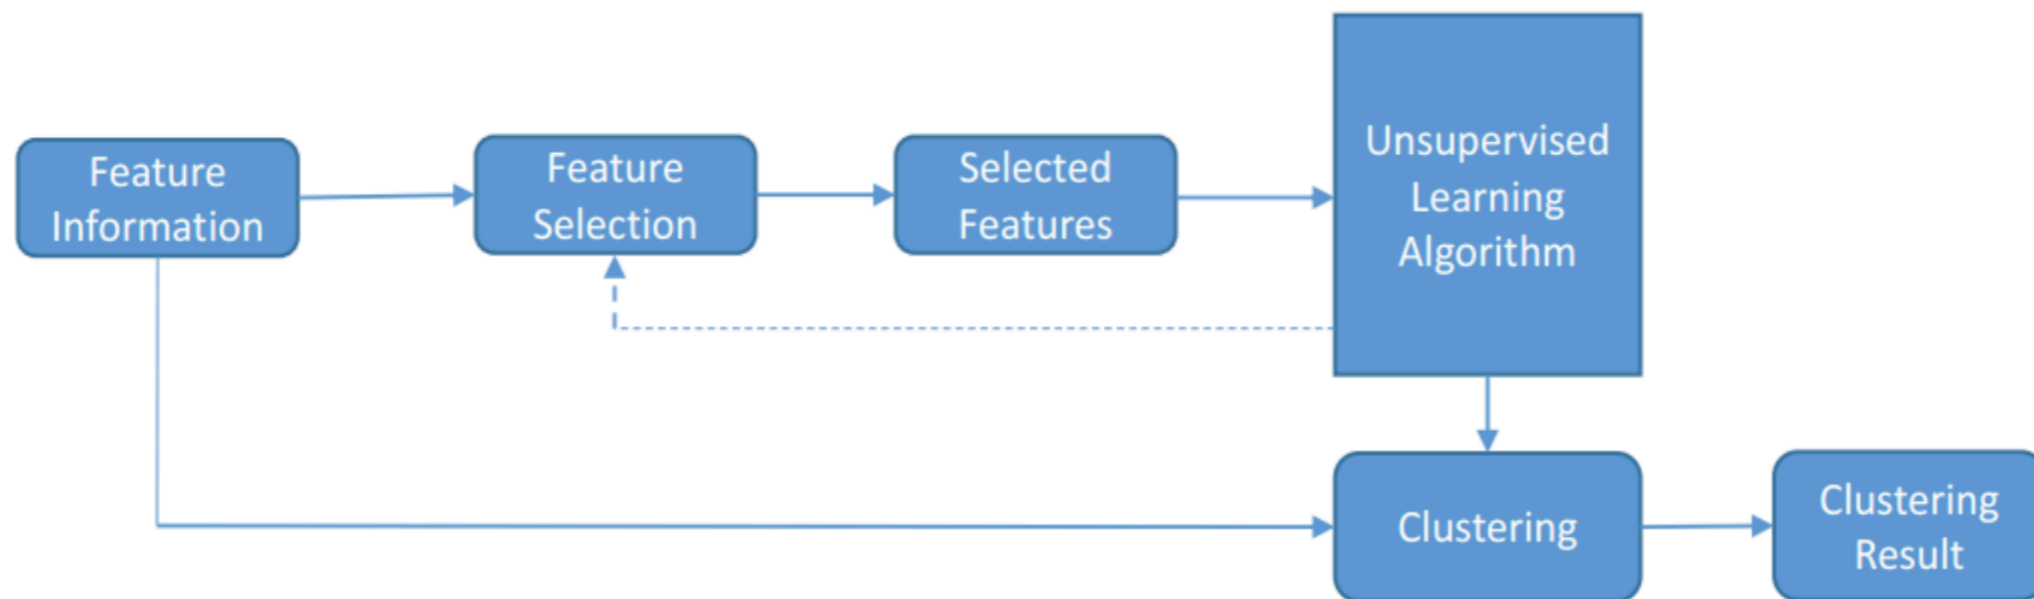 Feature
Information
Feature
Selection
Selected
Features
Unsupervised
Learning
Algorithm
Clustering
Clustering
Result